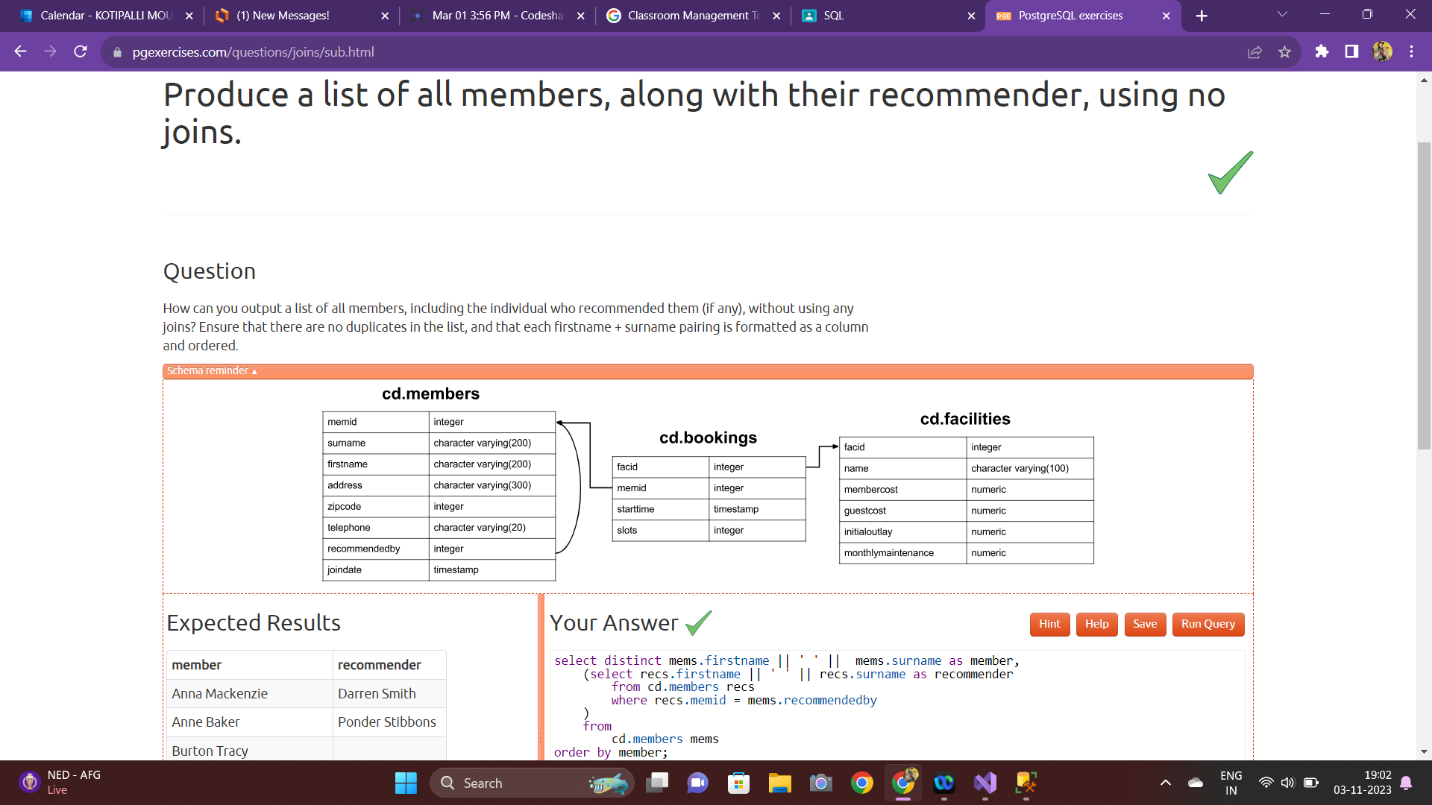 Calendar - KOTIPALLI MOU
(1) New Messages!
Mar 01 3:56 PM - Codesha
Classroom Management To
SQL
PGE
PostgreSQL exercises
pgexercises.com/questions/joins/sub.html
Produce a list of all members, along with their recommender, using no
joins.
Question
How can you output a list of all members, including the individual who recommended them (if any), without using any
joins? Ensure that there are no duplicates in the list, and that each firstname + surname pairing is formatted as a column
and ordered.
Schema reminder ▲
cd.members
memid integer
surname character varying(200)
firstname character varying(200)
address character varying(300)
zipcode integer
telephone character varying(20)
recommendedby integer
joindate timestamp
cd.bookings
facid integer
memid integer
starttime timestamp
slots integer
cd.facilities
facid integer
name character varying(100)
membercost numeric
guestcost numeric
initialoutlay numeric
monthlymaintenance numeric
Expected Results
member recommender
Anna Mackenzie Darren Smith
Anne Baker Ponder Stibbons
Burton Tracy
Your Answer
Hint Help Save Run Query
select distinct mems.firstname || ' ' ||  mems.surname as member,
(select recs.firstname || ' ' || recs.surname as recommender
from cd.members recs
where recs.memid = mems.recommendedby
)
from
cd.members mems
order by member;
NED - AFG
Live
Search
ENG
IN
19:02
03-11-2023